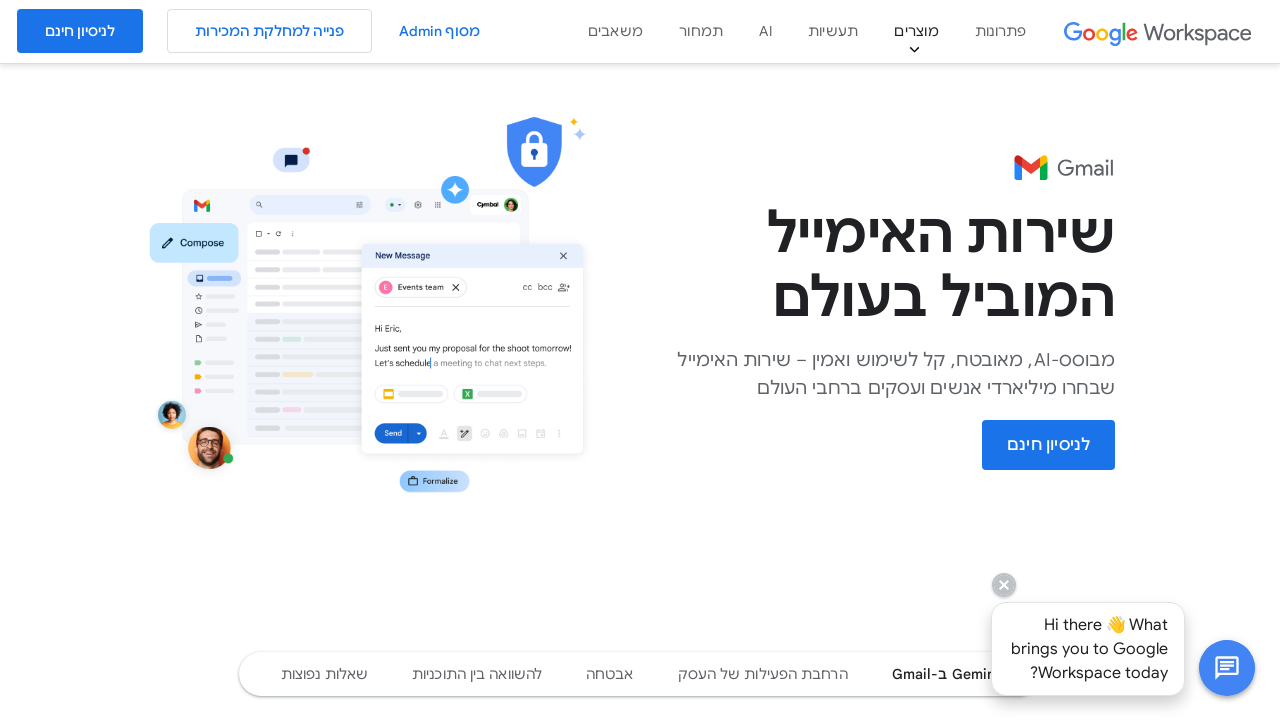 Google Workspace
פתרונות
מוצרים
תעשיות
AI
תמחור
משאבים
מסוף Admin
פנייה למחלקת המכירות
לניסיון חינם
Gmail
שירות האימייל
המוביל בעולם
מבוסס-AI, מאובטח, קל לשימוש ואמין – שירות האימייל
שבחרו מיליארדי אנשים ועסקים ברחבי העולם
לניסיון חינם
Cymbal
Compose
New Message
Events team
cc bcc
Hi Eric,
Just sent you my proposal for the shoot tomorrow!
Let's schedule a meeting to chat next steps.
Send
Formalize
Hi there 👋 What
brings you to Google
Workspace today?
ב-Gmail
הרחבת הפעילות של העסק
אבטחה
להשוואה בין התוכניות
שאלות נפוצות